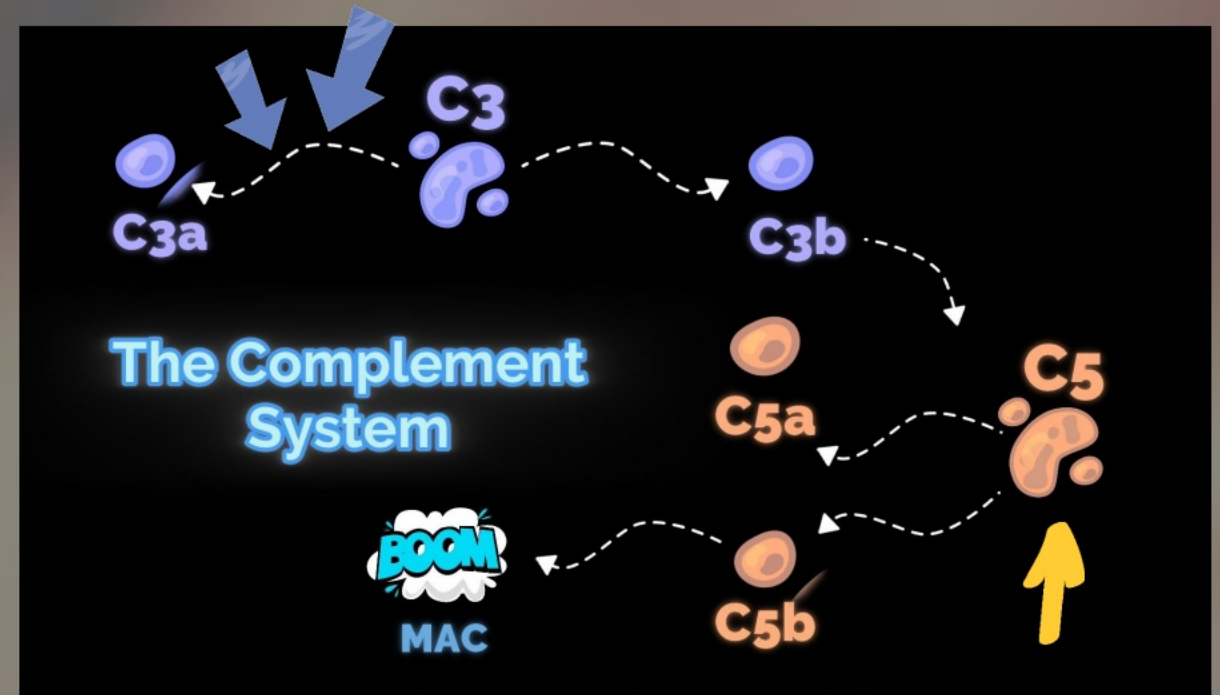 C3
C3a
C3b
The Complement
System
C5
C5a
BOOM
C5b
MAC